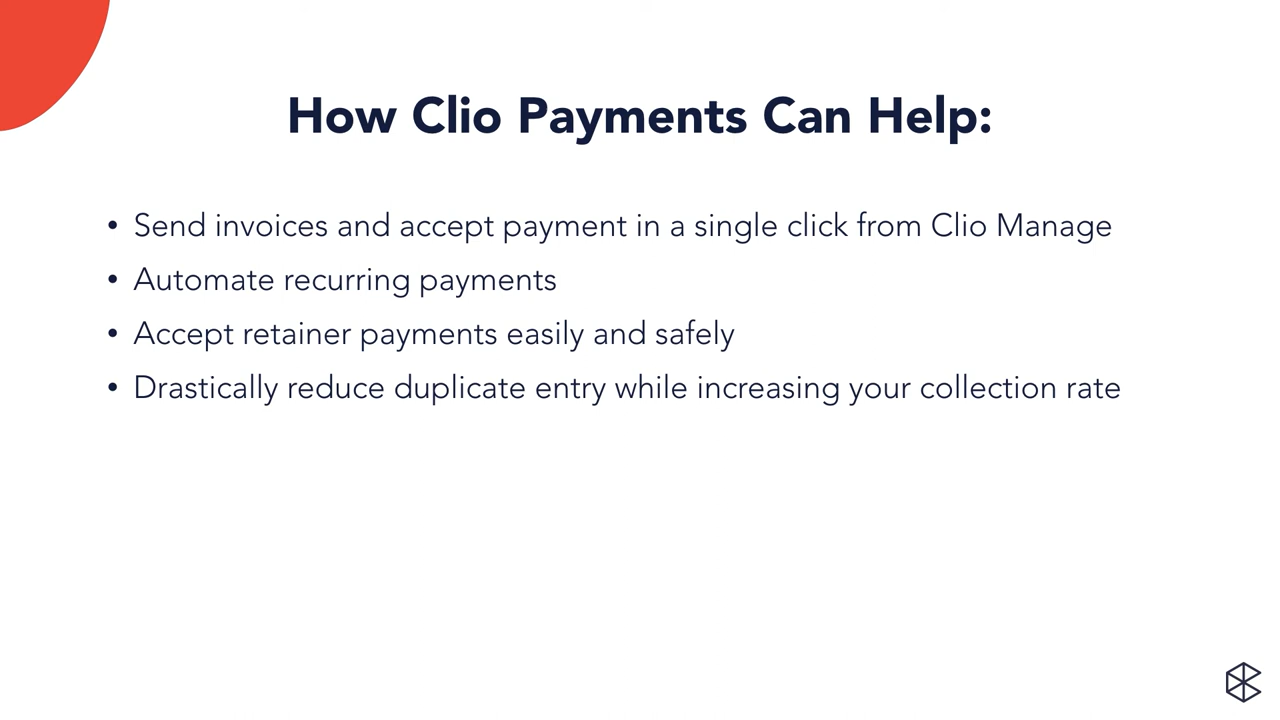 How Clio Payments Can Help:
• Send invoices and accept payment in a single click from Clio Manage
• Automate recurring payments
• Accept retainer payments easily and safely
• Drastically reduce duplicate entry while increasing your collection rate